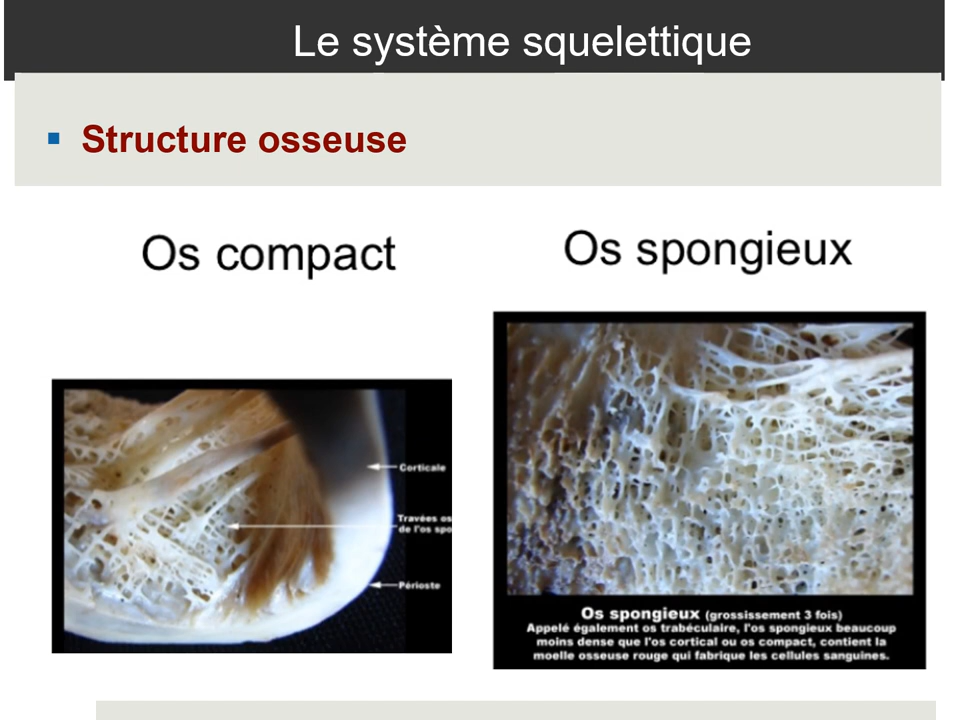 Le système squelettique
Structure osseuse
Os compact
Os spongieux
Corticale
Travées os
de l'os spo
Périoste
Os spongieux (grossissement 3 fois)
Appelé également os trabéculaire, l'os spongieux beaucoup
moins dense que l'os cortical ou os compact, contient la
moelle osseuse rouge qui fabrique les cellules sanguines.